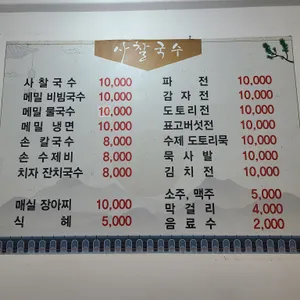 사찰국수
사찰국수 10,000
메밀 비빔국수 10,000
메밀 물국수 10,000
메밀 냉면 10,000
손 칼국수 8,000
손 수제비 8,000
치자 잔치국수 8,000
매실 장아찌 10,000
식 혜 5,000
파 전 10,000
감자전 10,000
도토리전 10,000
표고버섯전 10,000
수제 도토리묵 10,000
묵 사 발 10,000
김 치 전 10,000
소주, 맥주 5,000
막 걸 리 4,000
음 료 수 2,000